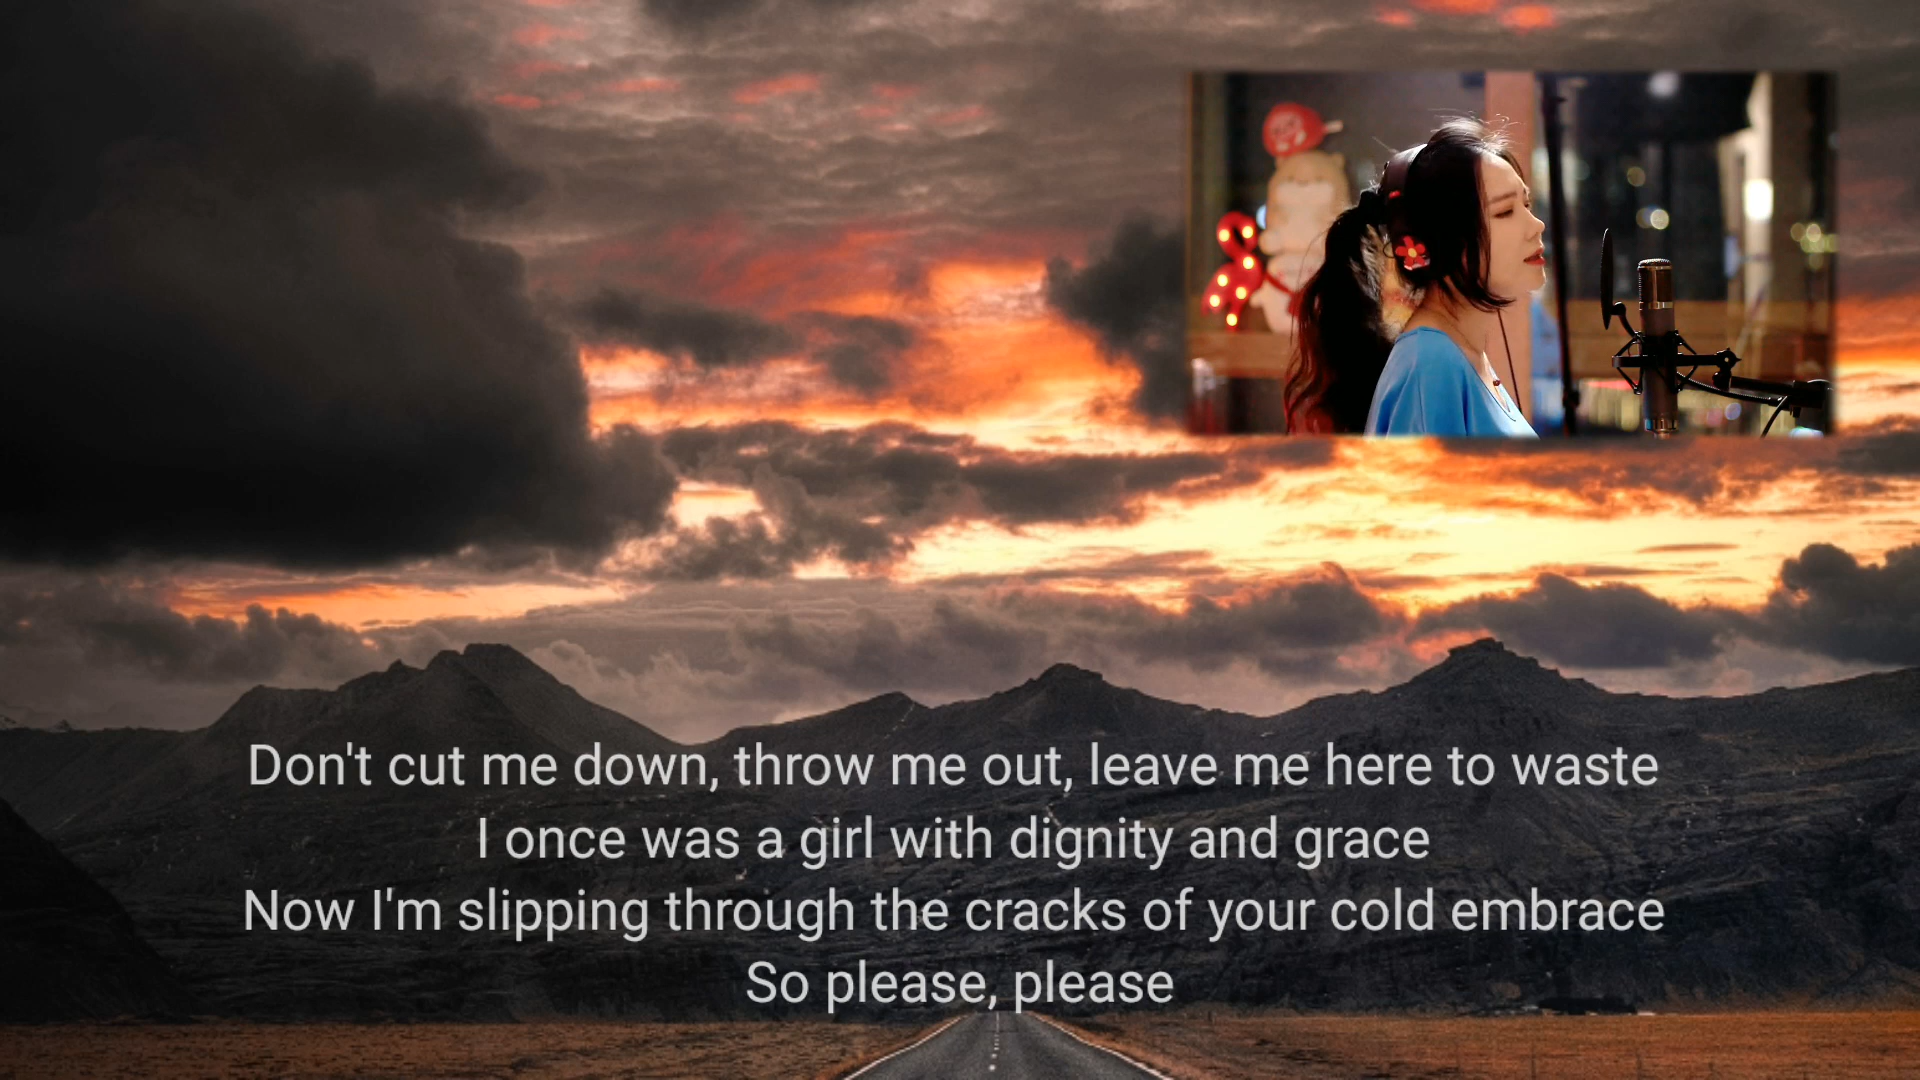 Don't cut me down, throw me out, leave me here to waste
I once was a girl with dignity and grace
Now I'm slipping through the cracks of your cold embrace
So please, please